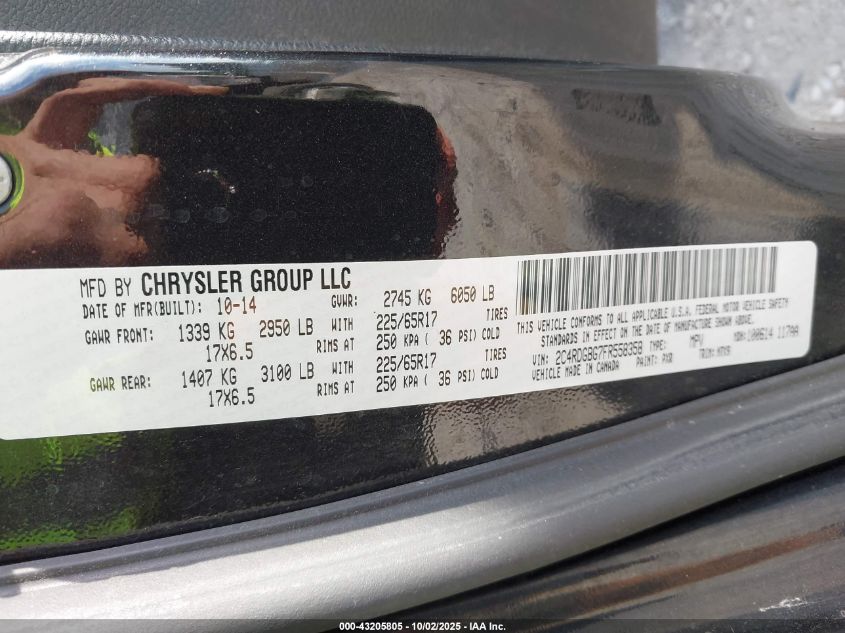 MFD BY CHRYSLER GROUP LLC
DATE OF MFR(BUILT): 10-14 GVWR: 2745 KG 6050 LB
GAWR FRONT: 1339 KG 2950 LB WITH 225/65R17 TIRES
17X6.5 RIMS AT 250 KPA ( 36 PSI) COLD
GAWR REAR: 1407 KG 3100 LB WITH 225/65R17 TIRES
17X6.5 RIMS AT 250 KPA ( 36 PSI) COLD
THIS VEHICLE CONFORMS TO ALL APPLICABLE U.S.A. FEDERAL MOTOR VEHICLE SAFETY
STANDARDS IN EFFECT ON THE DATE OF MANUFACTURE SHOWN ABOVE.
VIN: 2C4RDGBG7FR558358 TYPE: MPV MDH: 100614 117AA
VEHICLE MADE IN CANADA PAINT: PXR TRIM:
000-43205805 - 10/02/2025 - IAA Inc.